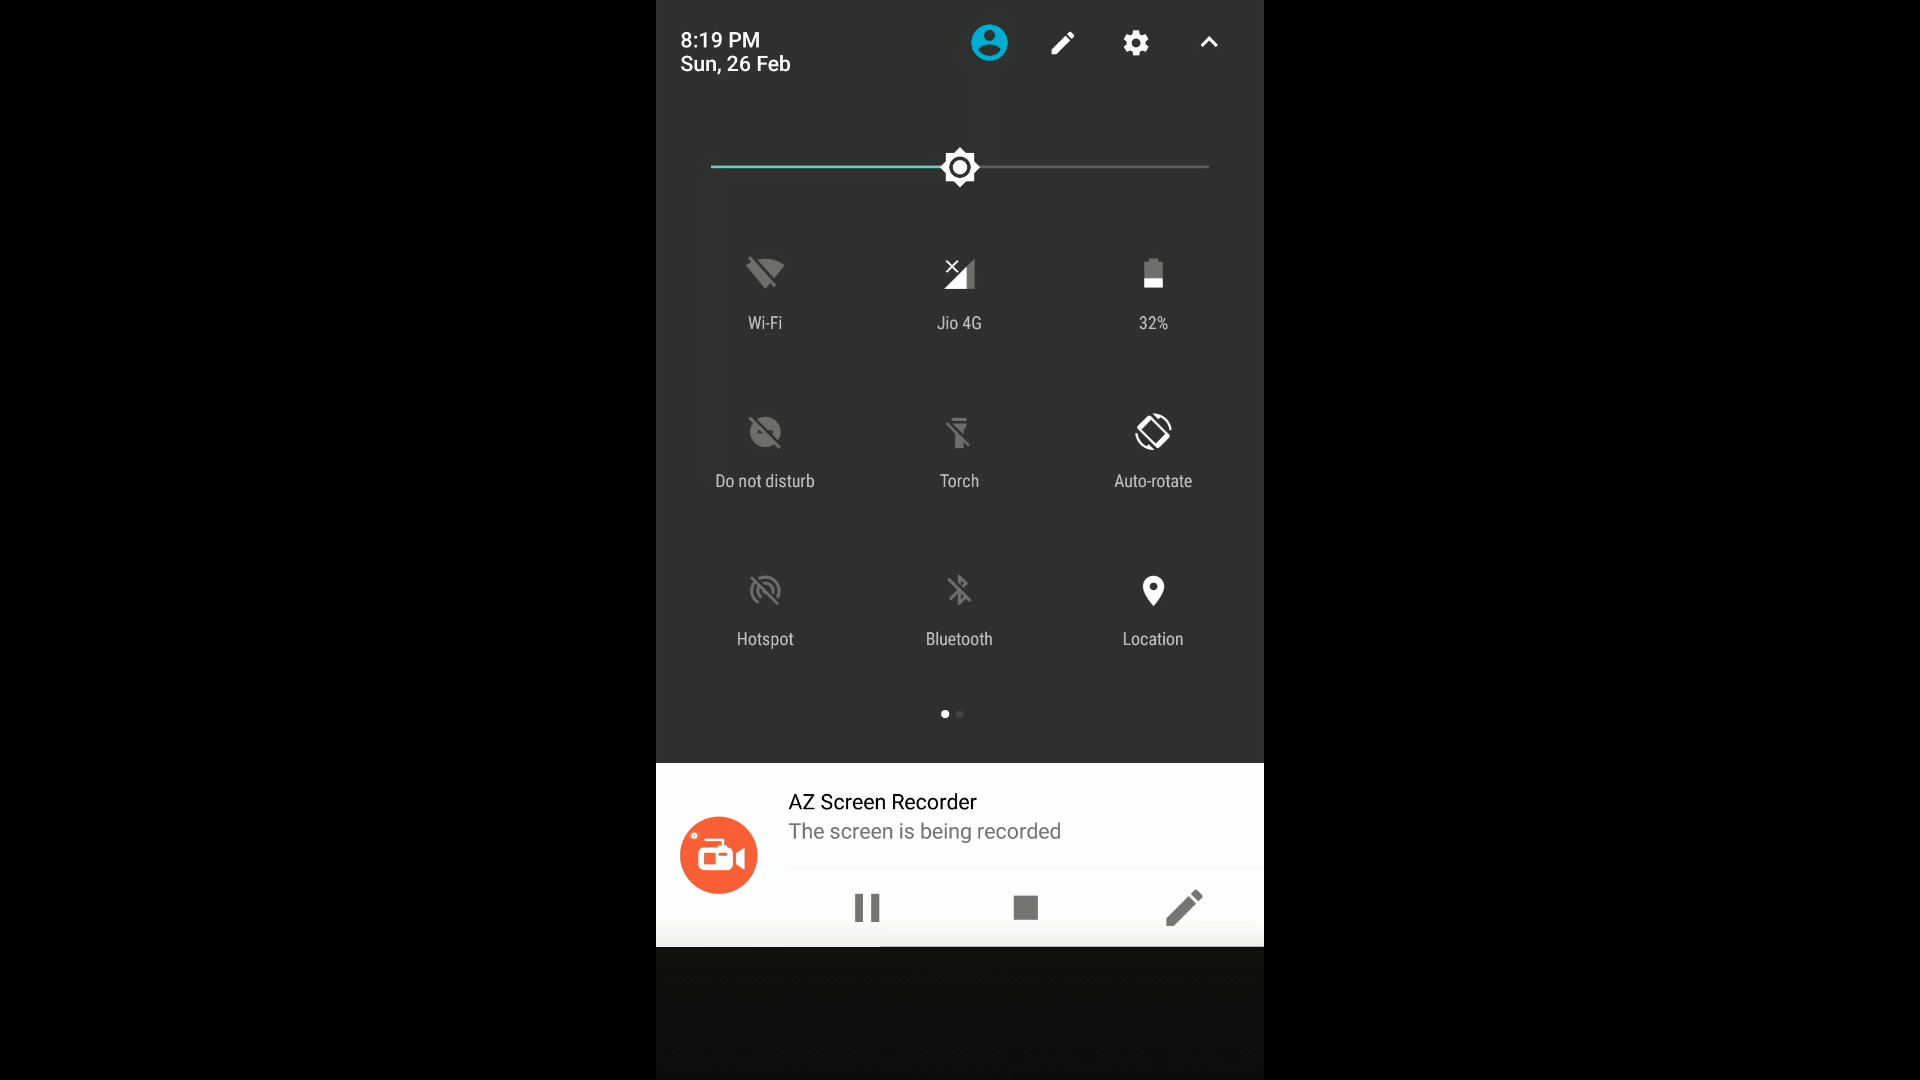 8:19 PM
Sun, 26 Feb
Wi-Fi
Jio 4G
32%
Do not disturb
Torch
Auto-rotate
Hotspot
Bluetooth
Location
AZ Screen Recorder
The screen is being recorded